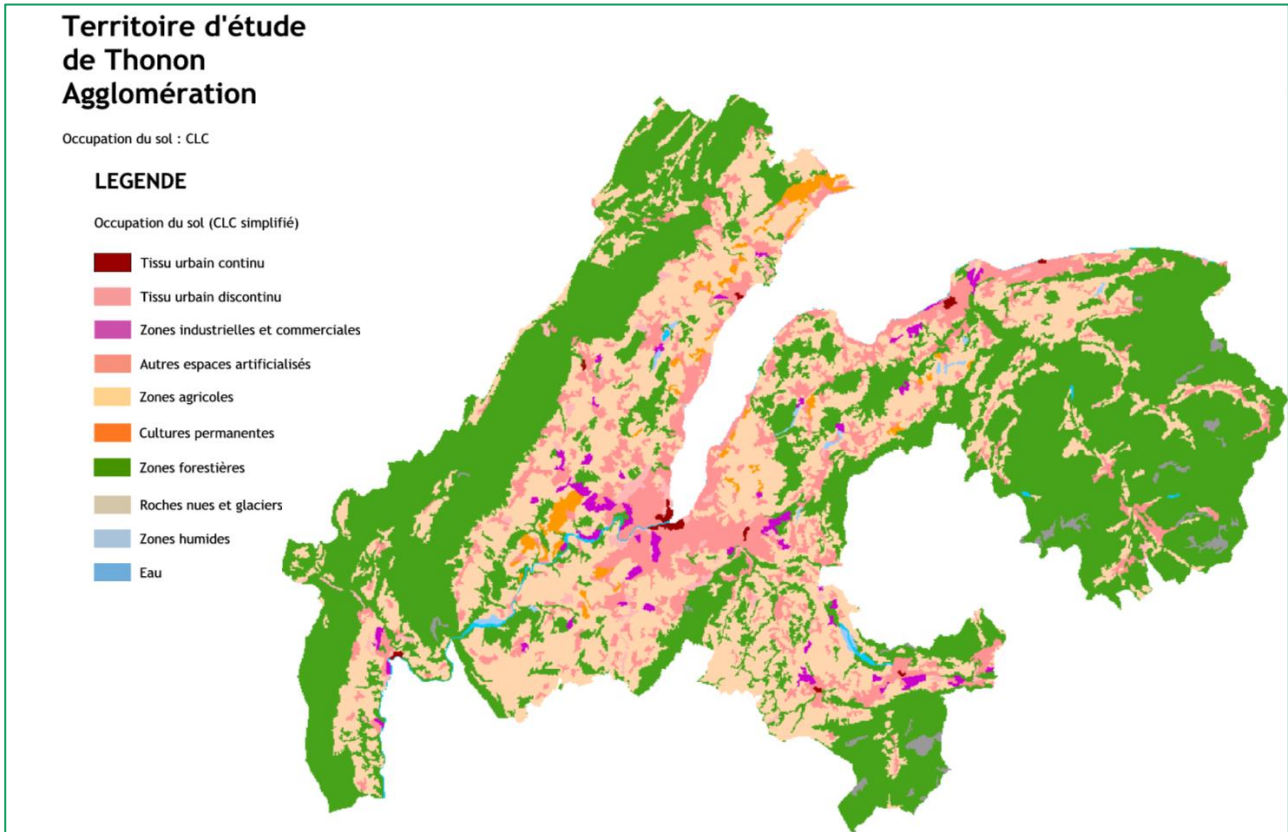 Territoire d'étude
de Thonon
Agglomération
Occupation du sol : CLC
LEGENDE
Occupation du sol (CLC simplifié)
Tissu urbain continu
Tissu urbain discontinu
Zones industrielles et commerciales
Autres espaces artificialisés
Zones agricoles
Cultures permanentes
Zones forestières
Roches nues et glaciers
Zones humides
Eau